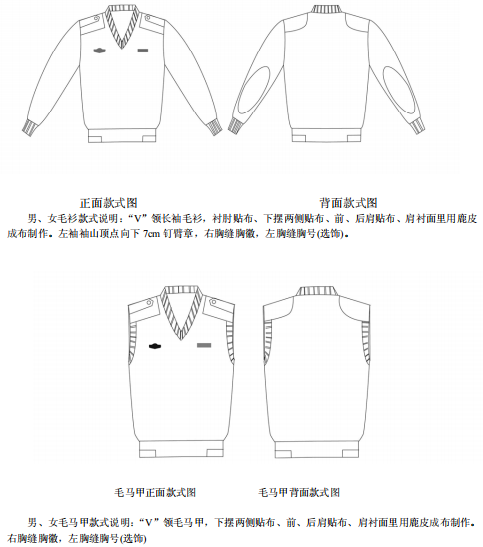 正面款式图 背面款式图
男、女毛衫款式说明：“V”领长袖毛衫，衬肘贴布、下摆两侧贴布、前、后肩贴布、肩衬面里用鹿皮
成布制作。左袖袖山顶点向下 7cm 钉臂章，右胸缝胸徽，左胸缝胸号(选饰)。
毛马甲正面款式图 毛马甲背面款式图
男、女毛马甲款式说明：“V”领毛马甲，下摆两侧贴布、前、后肩贴布、肩衬面里用鹿皮成布制作。
右胸缝胸徽，左胸缝胸号(选饰)